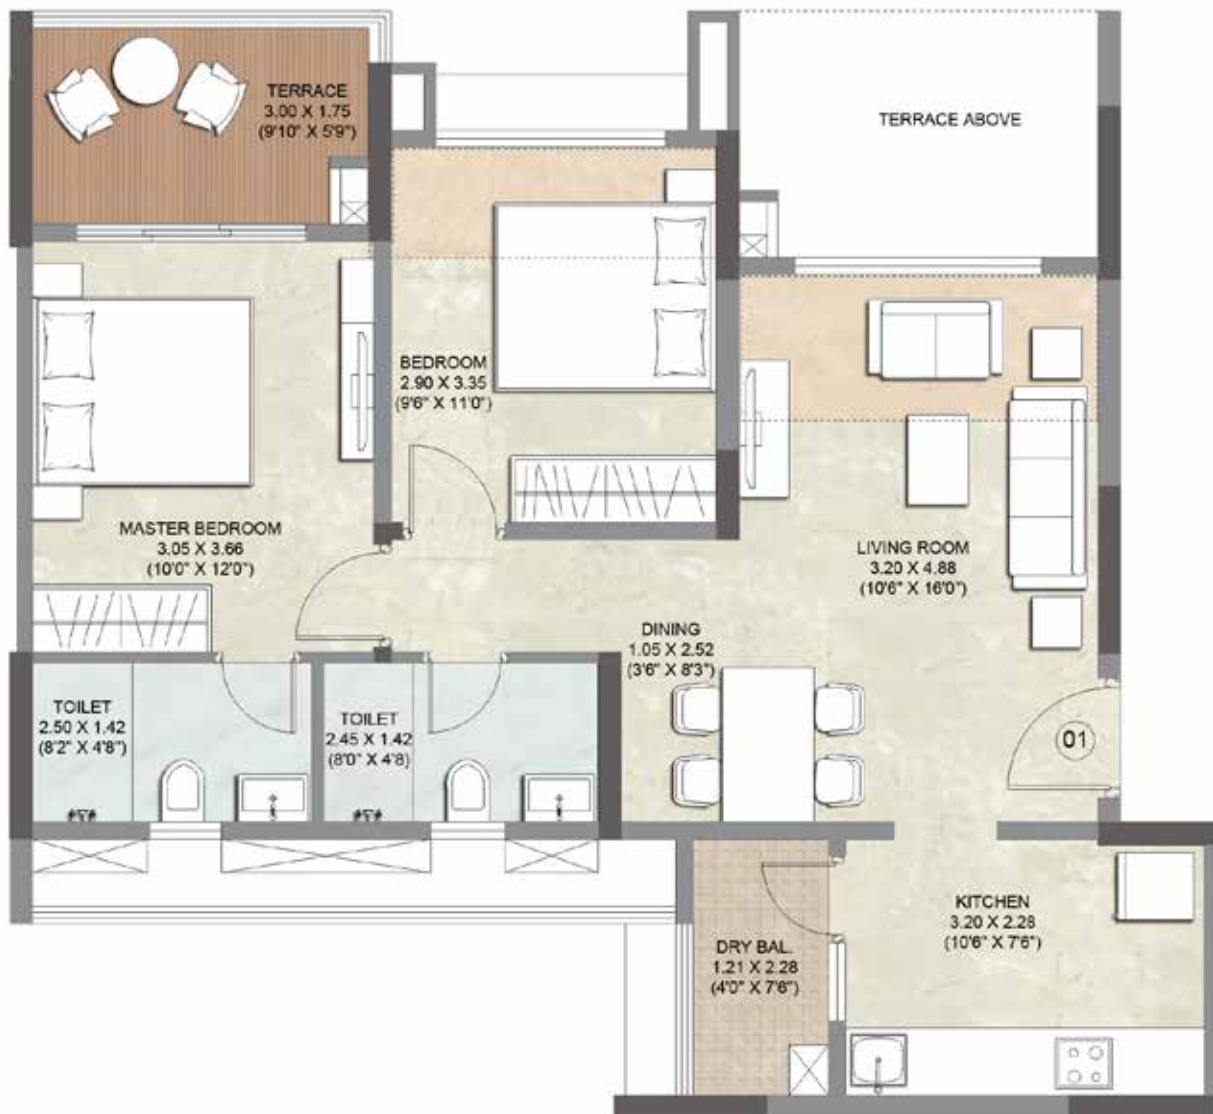 TERRACE
3.00 X 1.75
(9'10" X 5'9")
TERRACE ABOVE
BEDROOM
2.90 X 3.35
(9'6" X 11'0")
MASTER BEDROOM
3.05 X 3.66
(10'0" X 12'0")
LIVING ROOM
3.20 X 4.88
(10'6" X 16'0")
DINING
1.05 X 2.52
(3'6" X 8'3")
TOILET
2.50 X 1.42
(8'2" X 4'8")
TOILET
2.45 X 1.42
(8'0" X 4'8)
01
KITCHEN
3.20 X 2.28
(10'6" X 7'6")
DRY BAL.
1.21 X 2.28
(4'0" X 7'6")